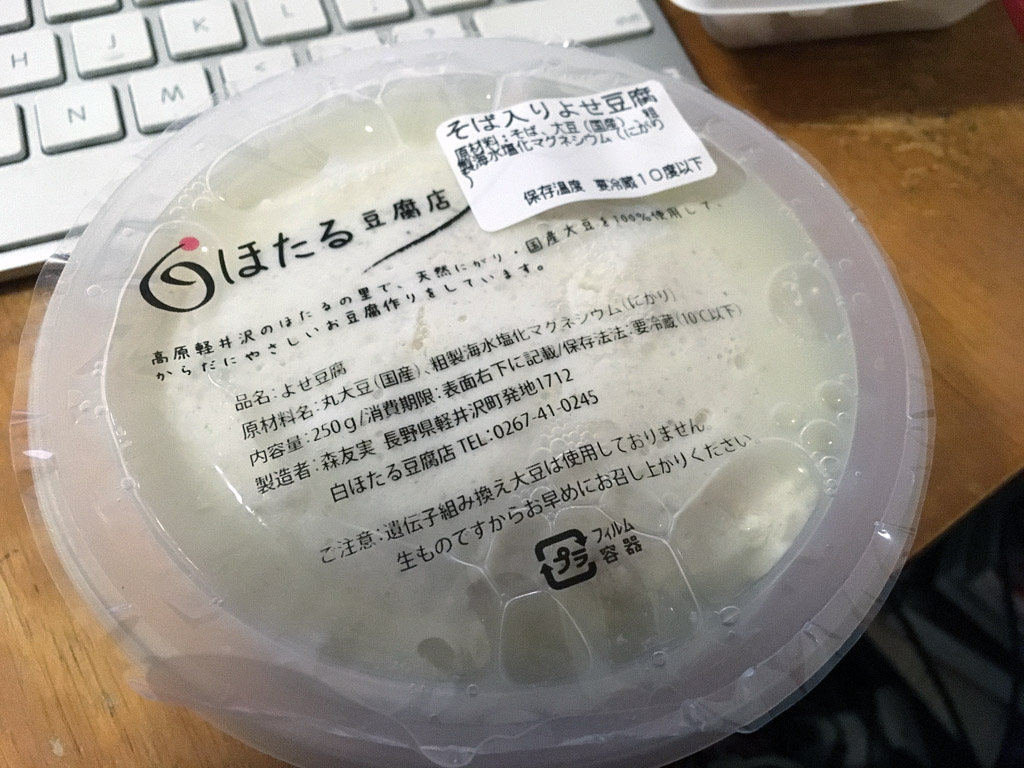 H J K L
N M <
そば入りよせ豆腐
原材料:そば、大豆(国産)、粗
製海水塩化マグネシウム(にがり
)
保存温度 要冷蔵10度以下
白ほたる豆腐店
高原軽井沢のほたるの里で、天然にがり・国産大豆を100%使用して、
からだにやさしいお豆腐作りをしています。
品名:よせ豆腐
原材料名:丸大豆(国産)、粗製海水塩化マグネシウム(にがり)
内容量:250g/消費期限:表面右下に記載/保存法法:要冷蔵(10℃以下)
製造者:森友実 長野県軽井沢町発地1712
白ほたる豆腐店 TEL:0267-41-0245
ご注意:遺伝子組み換え大豆は使用しておりません。
生ものですからお早めにお召し上がりください
プラ
フィルム
容器